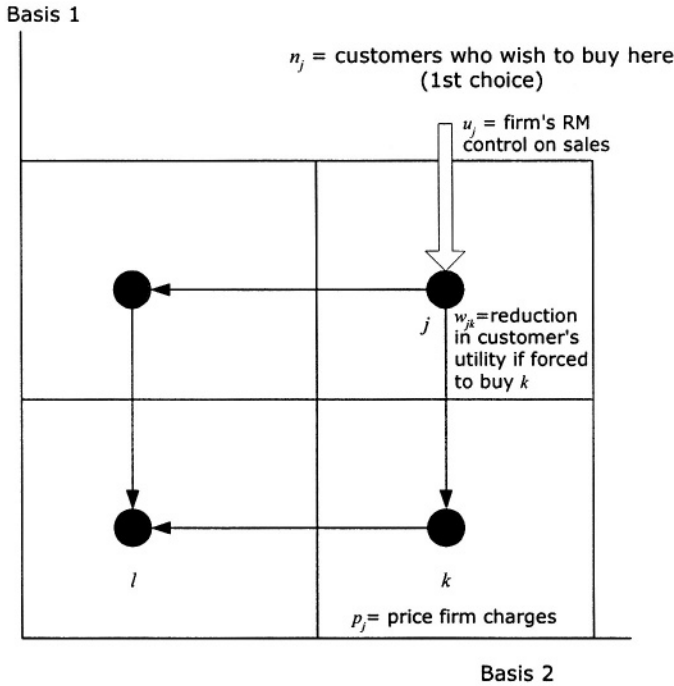 Basis 1
n_j = customers who wish to buy here
(1st choice)
u_j = firm's RM
control on sales
j
w_jk=reduction
in customer's
utility if forced
to buy k
l
k
p_j= price firm charges
Basis 2